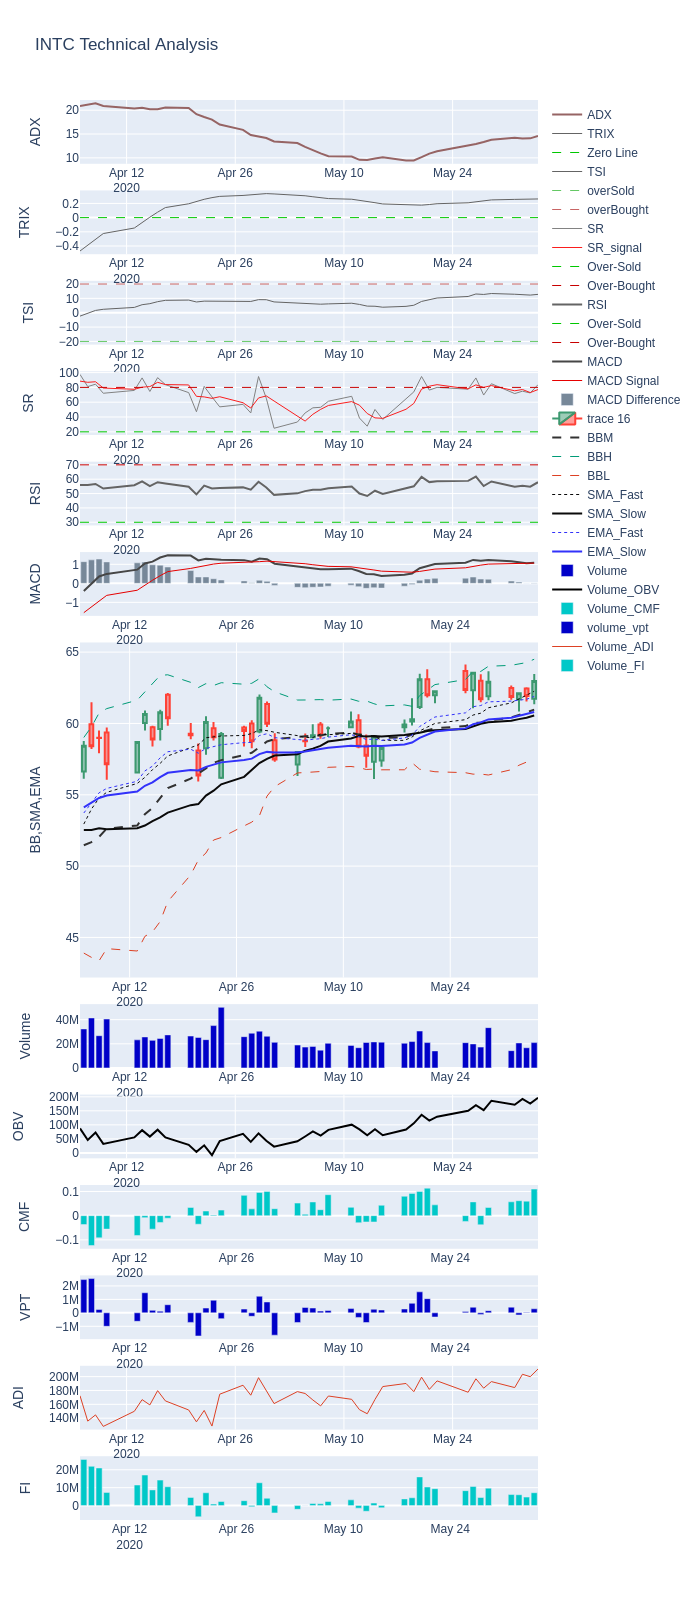 INTC Technical Analysis
ADX
20
15
10
Apr 12
2020
Apr 26
May 10
May 24
TRIX
0.2
0
−0.2
−0.4
Apr 12
2020
Apr 26
May 10
May 24
TSI
20
10
0
−10
−20
Apr 12
2020
Apr 26
May 10
May 24
SR
100
80
60
40
20
Apr 12
2020
Apr 26
May 10
May 24
RSI
70
60
50
40
30
Apr 12
2020
Apr 26
May 10
May 24
MACD
1
0
−1
Apr 12
2020
Apr 26
May 10
May 24
BB,SMA,EMA
65
60
55
50
45
Apr 12
2020
Apr 26
May 10
May 24
Volume
40M
20M
0
Apr 12
2020
Apr 26
May 10
May 24
OBV
200M
150M
100M
50M
0
Apr 12
2020
Apr 26
May 10
May 24
CMF
0.1
0
−0.1
Apr 12
2020
Apr 26
May 10
May 24
VPT
2M
1M
0
−1M
Apr 12
2020
Apr 26
May 10
May 24
ADI
200M
180M
160M
140M
Apr 12
2020
Apr 26
May 10
May 24
FI
20M
10M
0
Apr 12
2020
Apr 26
May 10
May 24
ADX
TRIX
Zero Line
TSI
overSold
overBought
SR
SR_signal
Over-Sold
Over-Bought
RSI
Over-Sold
Over-Bought
MACD
MACD Signal
MACD Difference
trace 16
BBM
BBH
BBL
SMA_Fast
SMA_Slow
EMA_Fast
EMA_Slow
Volume
Volume_OBV
Volume_CMF
volume_vpt
Volume_ADI
Volume_FI